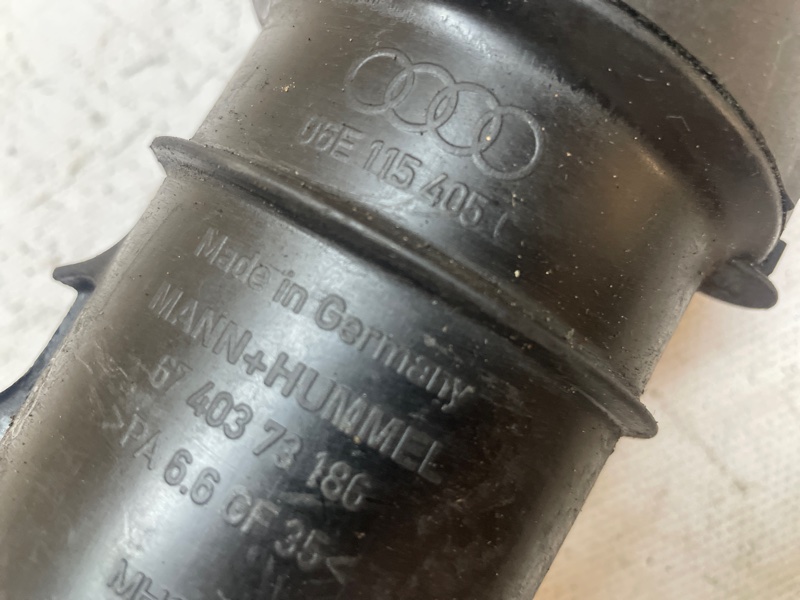 06E 115 405
Made in Germany
MANN+HUMMEL
67 403 73 186
>PA 6.6 GF 35<